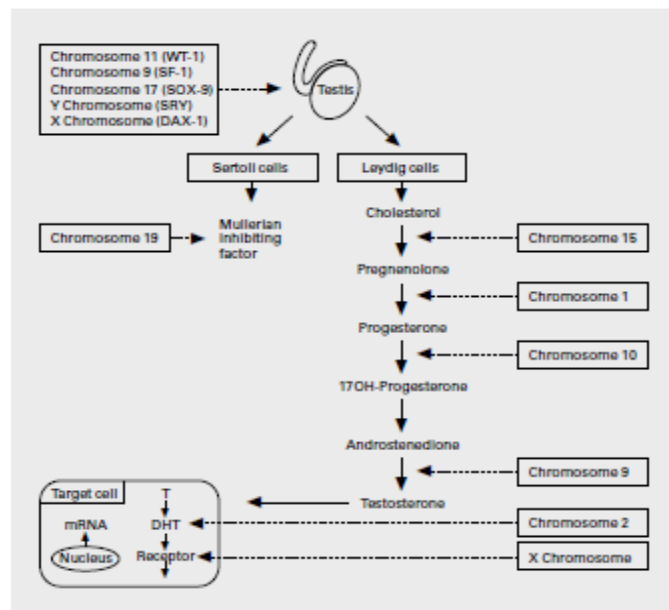 Chromosome 11 (WT-1)
Chromosome 9 (SF-1)
Chromosome 17 (SOX-9)
Y Chromosome (SRY)
X Chromosome (DAX-1)
Testis
Sertoli cells
Leydig cells
Cholesterol
Chromosome 19
Mullerian
inhibiting
factor
Chromosome 15
Pregnenolone
Chromosome 1
Progesterone
Chromosome 10
17OH-Progesterone
Androstenedione
Chromosome 9
Testosterone
Target cell
T
mRNA
DHT
Chromosome 2
Nucleus
Receptor
X Chromosome